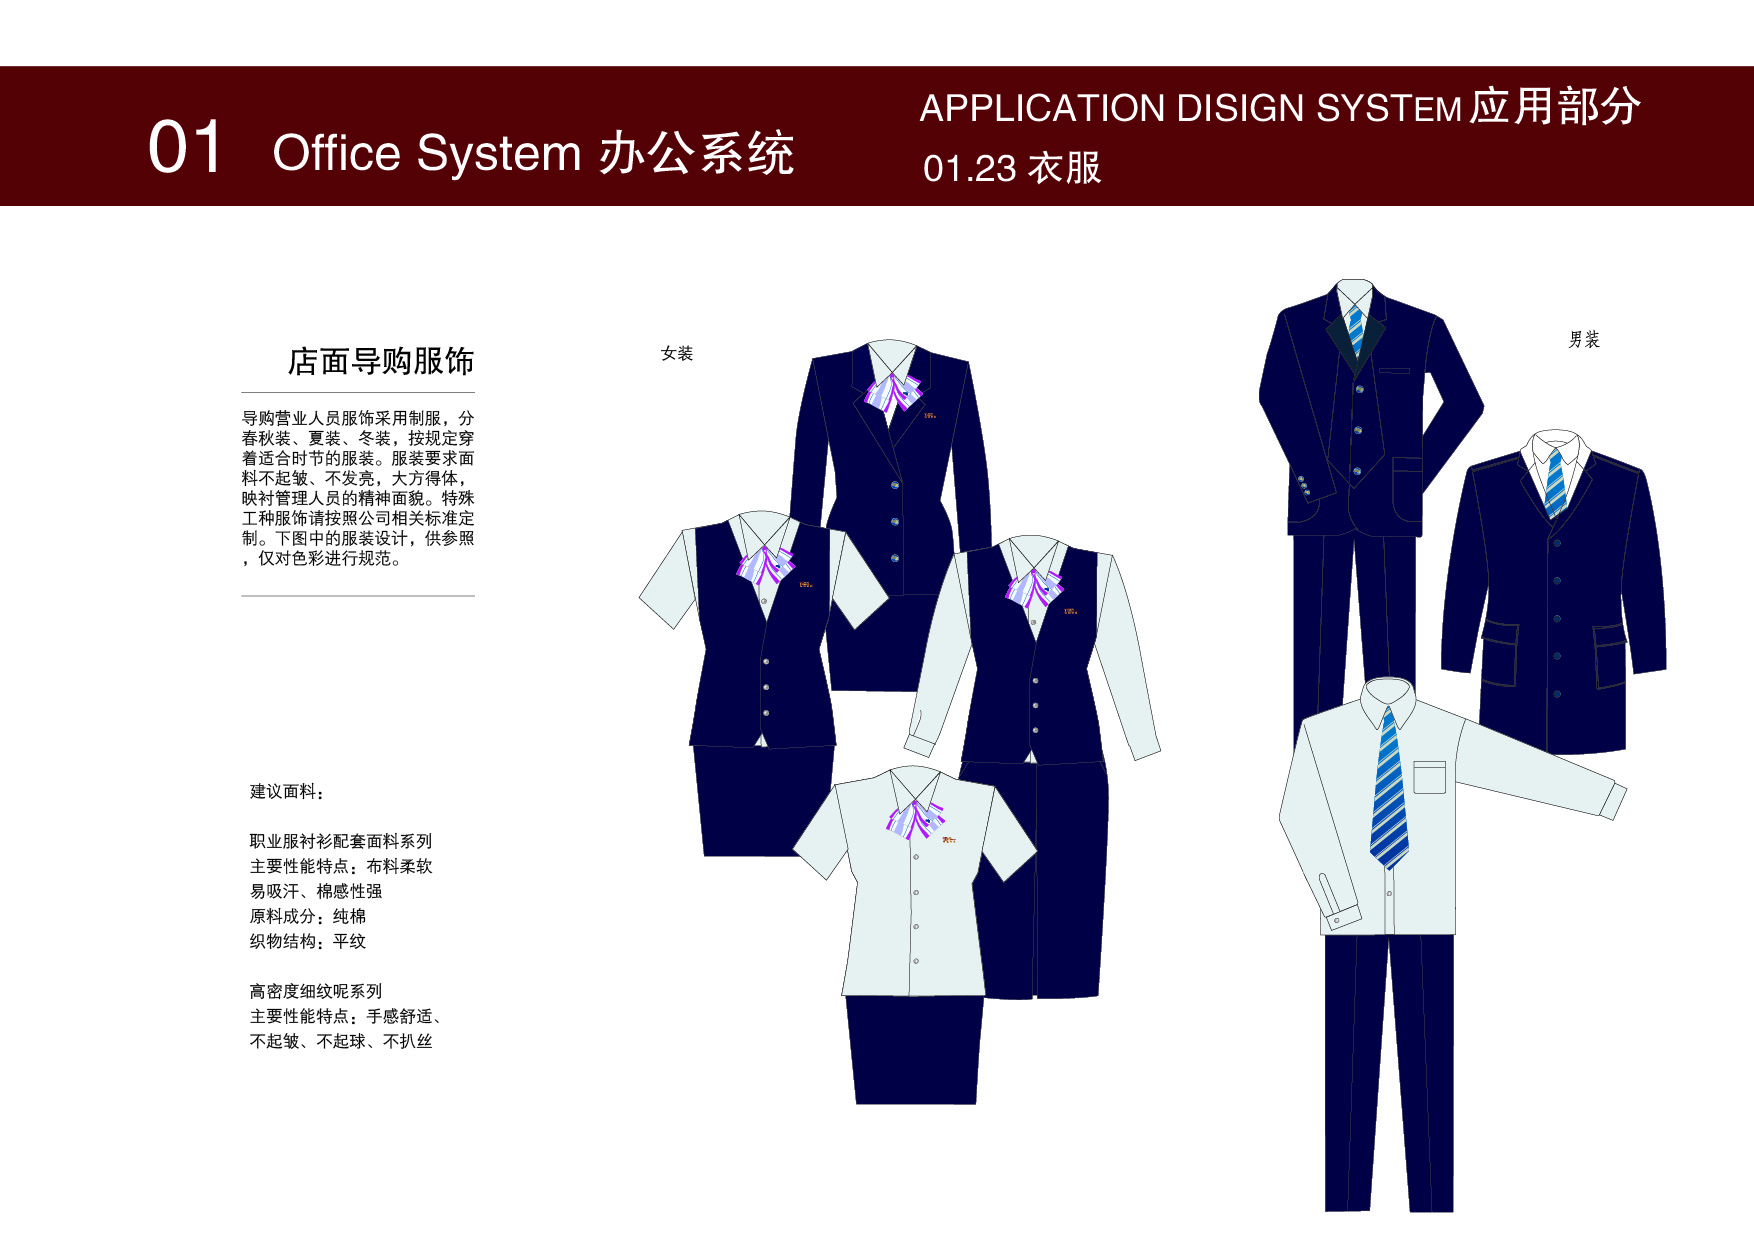 01 Office System 办公系统
APPLICATION DISIGN SYSTEM应用部分
01.23 衣服
店面导购服饰
导购营业人员服饰采用制服，分
春秋装、夏装、冬装，按规定穿
着适合时节的服装。服装要求面
料不起皱、不发亮，大方得体，
映衬管理人员的精神面貌。特殊
工种服饰请按照公司相关标准定
制。下图中的服装设计，供参照
，仅对色彩进行规范。
建议面料：
职业服衬衫配套面料系列
主要性能特点：布料柔软
易吸汗、棉感性强
原料成分：纯棉
织物结构：平纹
高密度细纹呢系列
主要性能特点：手感舒适、
不起皱、不起球、不扒丝
女装
男装